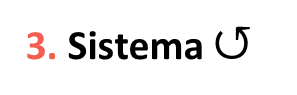 3. Sistema ↺